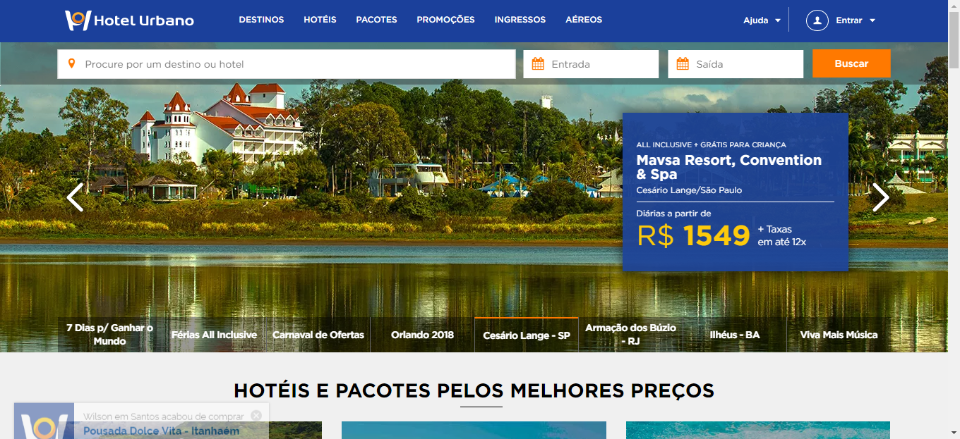 Hotel Urbano
DESTINOS HOTÉIS PACOTES PROMOÇÕES INGRESSOS AÉREOS
Ajuda Entrar
Procure por um destino ou hotel
Entrada
Saída
Buscar
ALL INCLUSIVE + GRÁTIS PARA CRIANÇA
Mavsa Resort, Convention
& Spa
Cesário Lange/São Paulo
Diárias a partir de
R$ 1549 + Taxas
em até 12x
7 Dias p/ Ganhar o
Mundo
Férias All Inclusive
Carnaval de Ofertas
Orlando 2018
Cesário Lange - SP
Armação dos Búzio
- RJ
Ilhéus - BA
Viva Mais Música
HOTÉIS E PACOTES PELOS MELHORES PREÇOS
Wilson em Santos acabou de comprar
Pousada Dolce Vita - Itanhaém